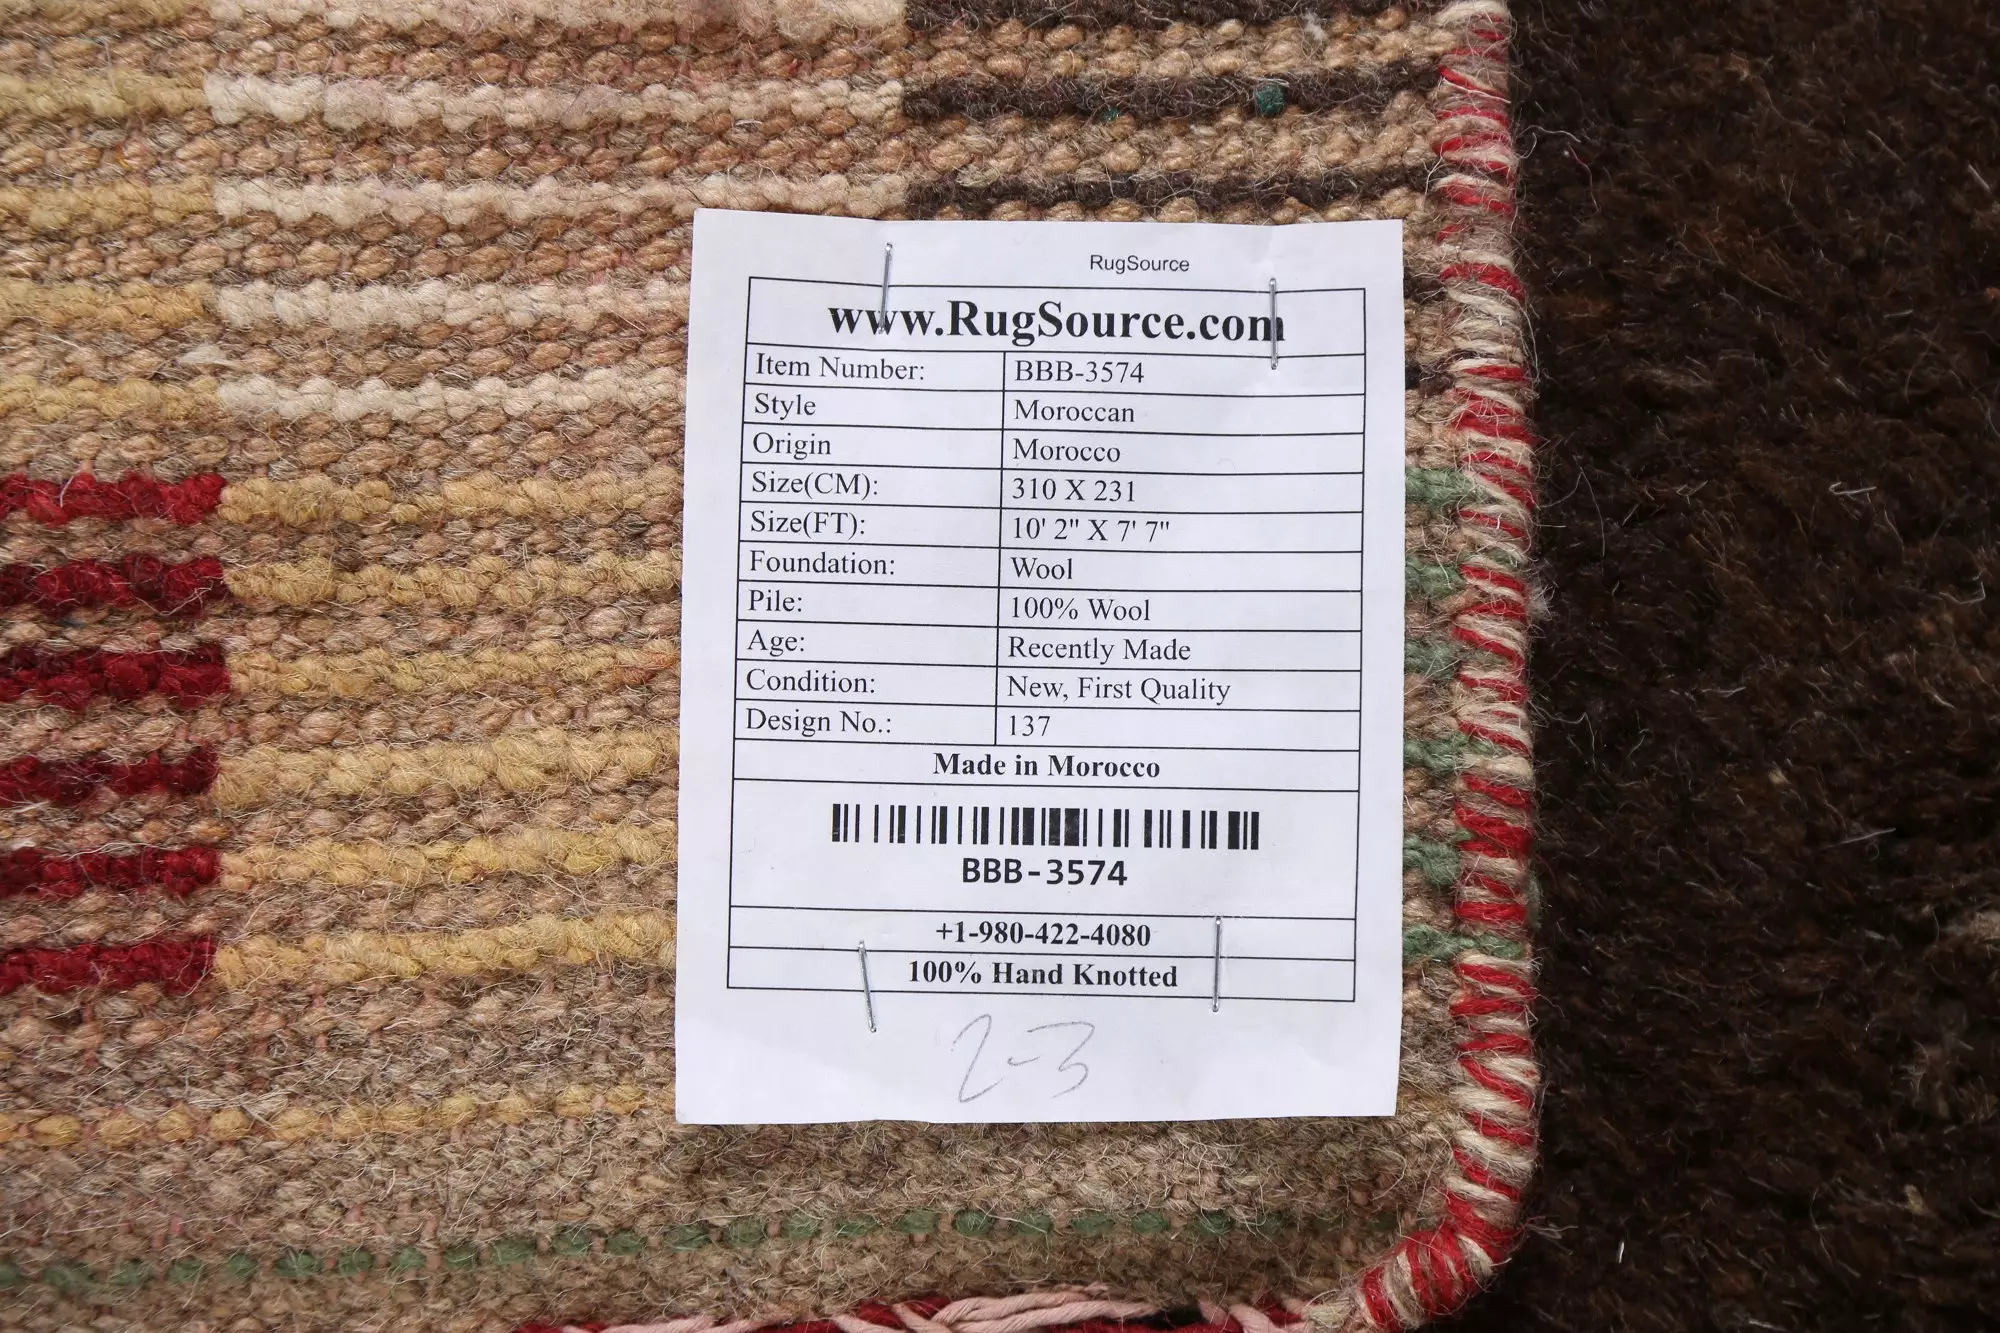 RugSource
www.RugSource.com
Item Number: BBB-3574
Style Moroccan
Origin Morocco
Size(CM): 310 X 231
Size(FT): 10' 2" X 7' 7"
Foundation: Wool
Pile: 100% Wool
Age: Recently Made
Condition: New, First Quality
Design No.: 137
Made in Morocco
BBB-3574
+1-980-422-4080
100% Hand Knotted
2-3